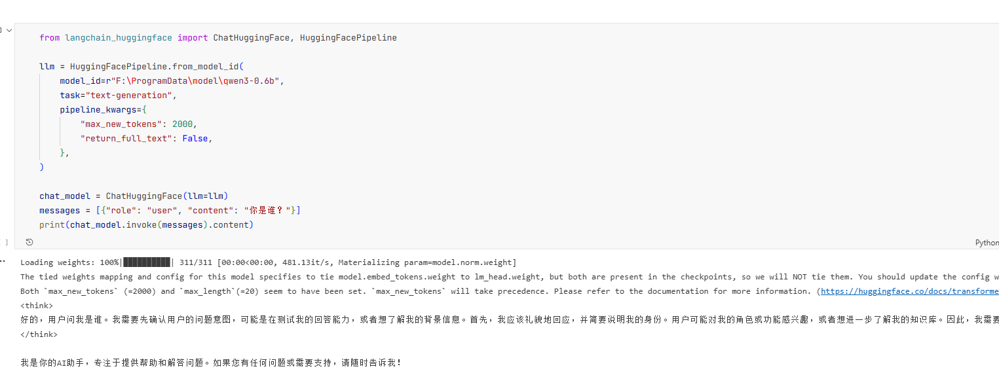 from langchain_huggingface import ChatHuggingFace, HuggingFacePipeline
llm = HuggingFacePipeline.from_model_id(
model_id=r"F:\ProgramData\model\qwen3-0.6b",
task="text-generation",
pipeline_kwargs={
"max_new_tokens": 2000,
"return_full_text": False,
},
)
chat_model = ChatHuggingFace(llm=llm)
messages = [{"role": "user", "content": "你是谁？"}]
print(chat_model.invoke(messages).content)
Python
Loading weights: 100%|██████████| 311/311 [00:00<00:00, 481.13it/s, Materializing param=model.norm.weight]
The tied weights mapping and config for this model specifies to tie model.embed_tokens.weight to lm_head.weight, but both are present in the checkpoints, so we will NOT tie them. You should update the config w
Both `max_new_tokens` (=2000) and `max_length`(=20) seem to have been set. `max_new_tokens` will take precedence. Please refer to the documentation for more information. (https://huggingface.co/docs/transforme
<think>
好的，用户问我是谁。我需要先确认用户的问题意图，可能是在测试我的回答能力，或者想了解我的背景信息。首先，我应该礼貌地回应，并简要说明我的身份。用户可能对我的角色或功能感兴趣，或者想进一步了解我的知识库。因此，我需要
</think>
我是你的AI助手，专注于提供帮助和解答问题。如果您有任何问题或需要支持，请随时告诉我！